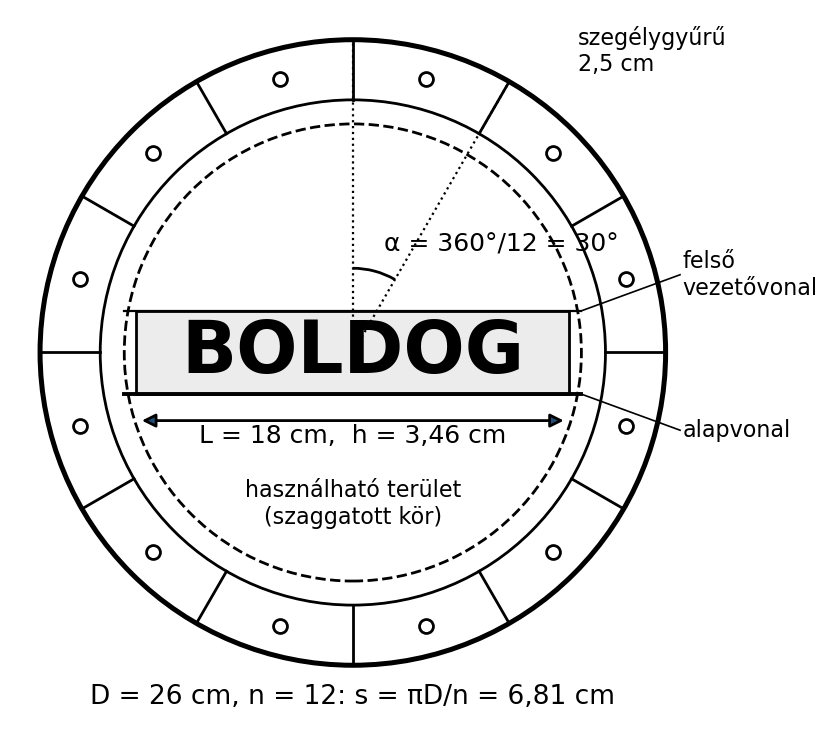 szegélygyűrű
2,5 cm
α = 360°/12 = 30°
felső
vezetővonal
BOLDOG
alapvonal
L = 18 cm, h = 3,46 cm
használható terület
(szaggatott kör)
D = 26 cm, n = 12: s = πD/n = 6,81 cm